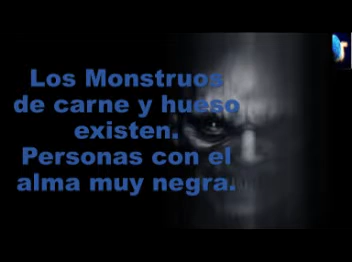 Los Monstruos
de carne y hueso
existen.
Personas con el
alma muy negra.